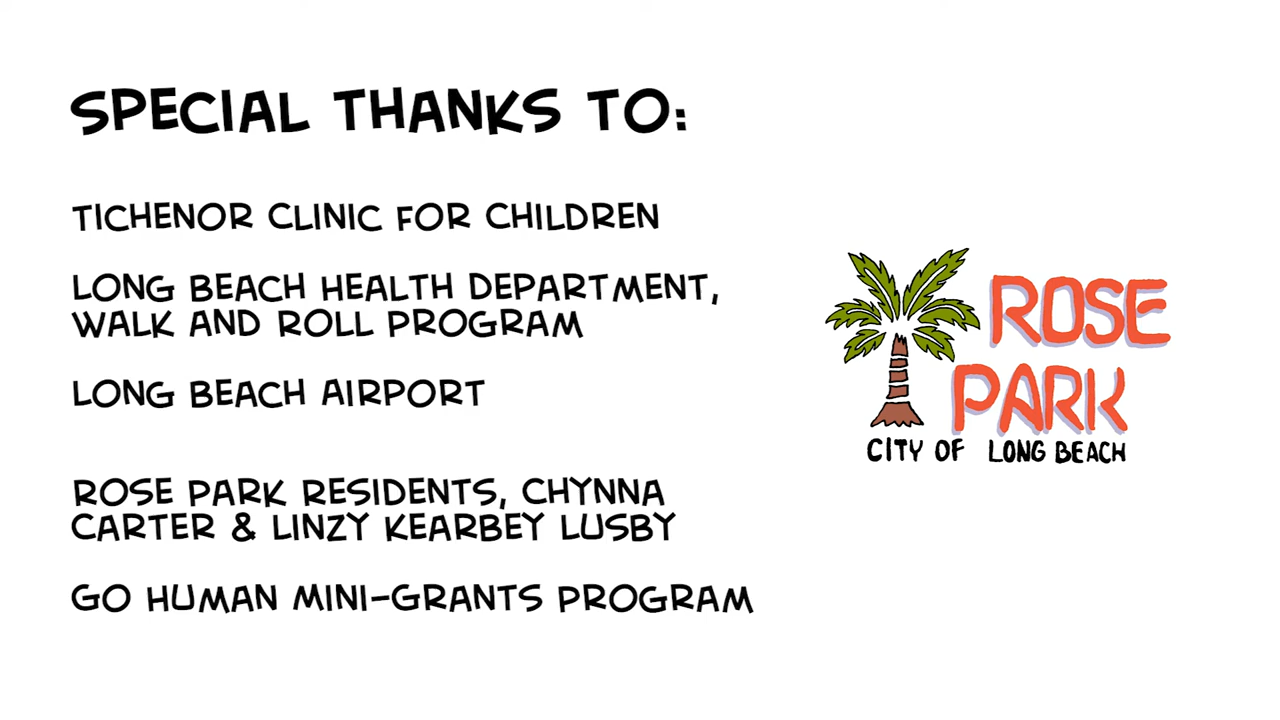 SPECIAL THANKS TO:
TICHENOR CLINIC FOR CHILDREN
LONG BEACH HEALTH DEPARTMENT,
WALK AND ROLL PROGRAM
LONG BEACH AIRPORT
ROSE PARK RESIDENTS, CHYNNA
CARTER & LINZY KEARBEY LUSBY
GO HUMAN MINI-GRANTS PROGRAM
ROSE
PARK
CITY OF LONG BEACH